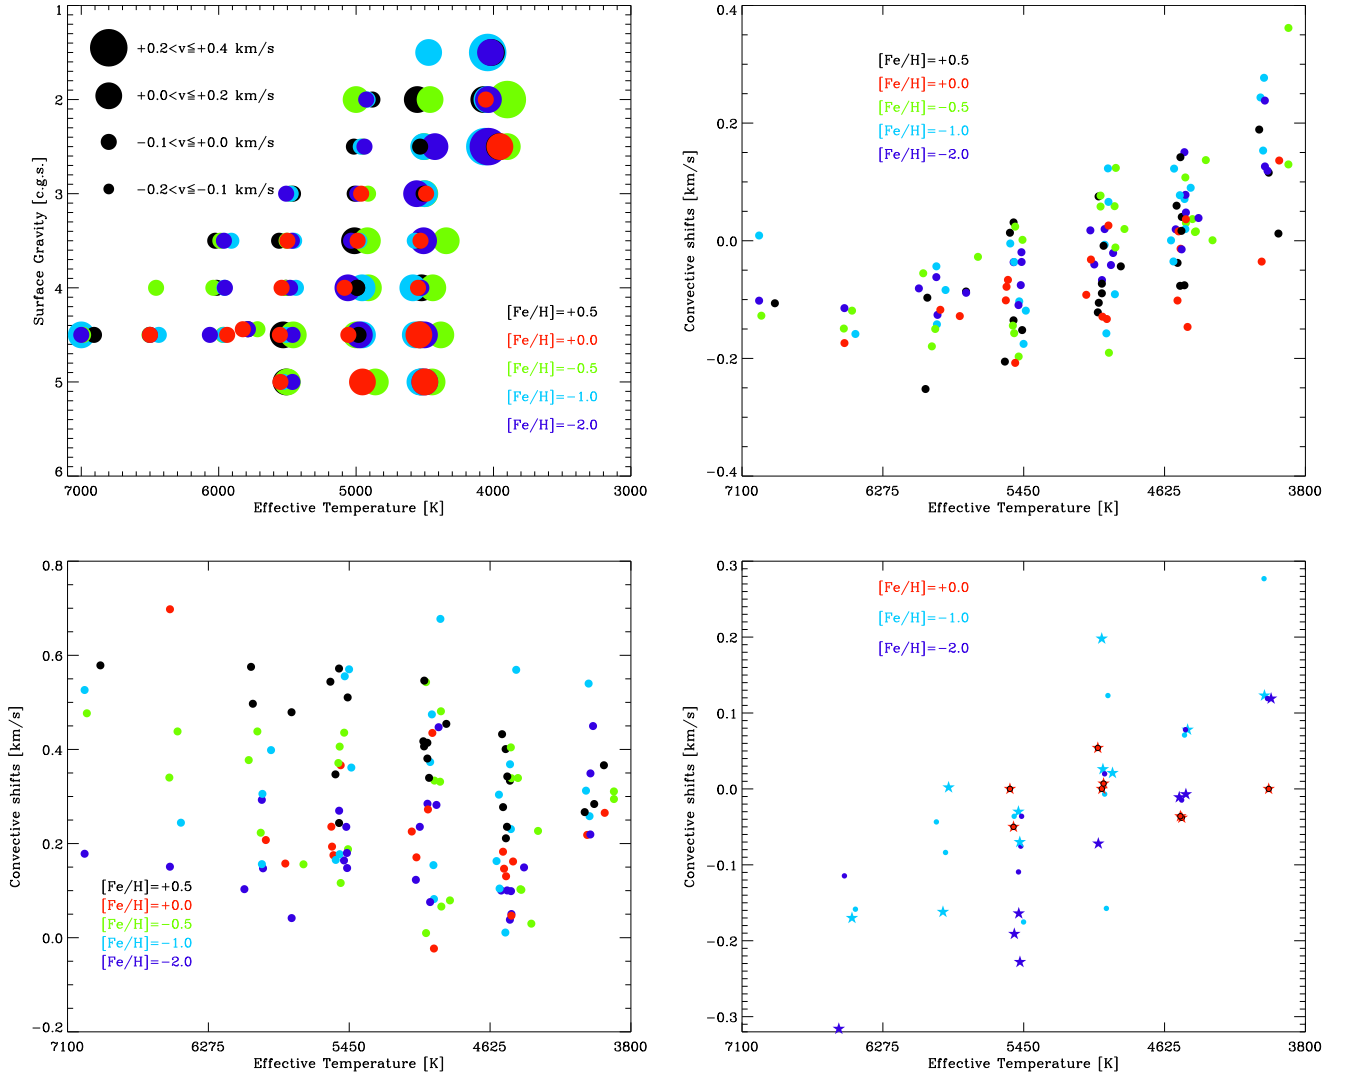 1
2
3
4
5
6
+0.2<v≦+0.4 km/s
+0.0<v≦+0.2 km/s
−0.1<v≦+0.0 km/s
−0.2<v≦−0.1 km/s
[Fe/H]=+0.5
[Fe/H]=+0.0
[Fe/H]=−0.5
[Fe/H]=−1.0
[Fe/H]=−2.0
Surface Gravity [c.g.s.]
7000 6000 5000 4000 3000
Effective Temperature [K]
0.4
0.2
0.0
−0.2
−0.4
[Fe/H]=+0.5
[Fe/H]=+0.0
[Fe/H]=−0.5
[Fe/H]=−1.0
[Fe/H]=−2.0
Convective shifts [km/s]
7100 6275 5450 4625 3800
Effective Temperature [K]
0.8
0.6
0.4
0.2
0.0
−0.2
[Fe/H]=+0.5
[Fe/H]=+0.0
[Fe/H]=−0.5
[Fe/H]=−1.0
[Fe/H]=−2.0
Convective shifts [km/s]
7100 6275 5450 4625 3800
Effective Temperature [K]
0.3
0.2
0.1
0.0
−0.1
−0.2
−0.3
[Fe/H]=+0.0
[Fe/H]=−1.0
[Fe/H]=−2.0
Convective shifts [km/s]
7100 6275 5450 4625 3800
Effective Temperature [K]